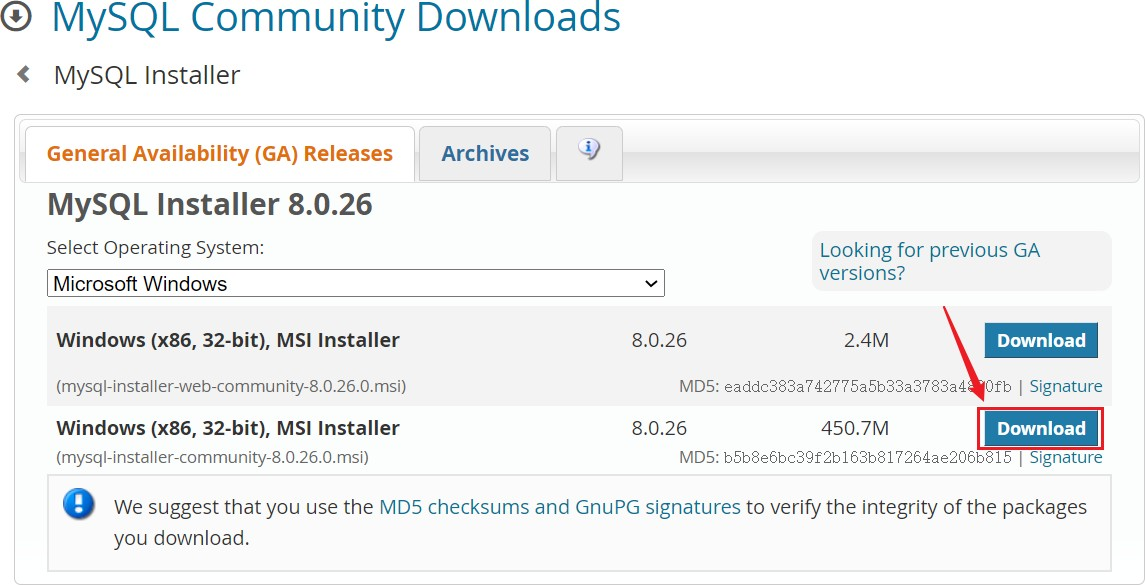 MySQL Community Downloads
MySQL Installer
General Availability (GA) Releases
Archives
MySQL Installer 8.0.26
Select Operating System:
Looking for previous GA
versions?
Microsoft Windows
Windows (x86, 32-bit), MSI Installer 8.0.26 2.4M Download
(mysql-installer-web-community-8.0.26.0.msi) MD5: | Signature
Windows (x86, 32-bit), MSI Installer 8.0.26 450.7M Download
(mysql-installer-community-8.0.26.0.msi) MD5: b5b8e6bc39f2b163b817264ae206b815 | Signature
We suggest that you use the MD5 checksums and GnuPG signatures to verify the integrity of the packages
you download.